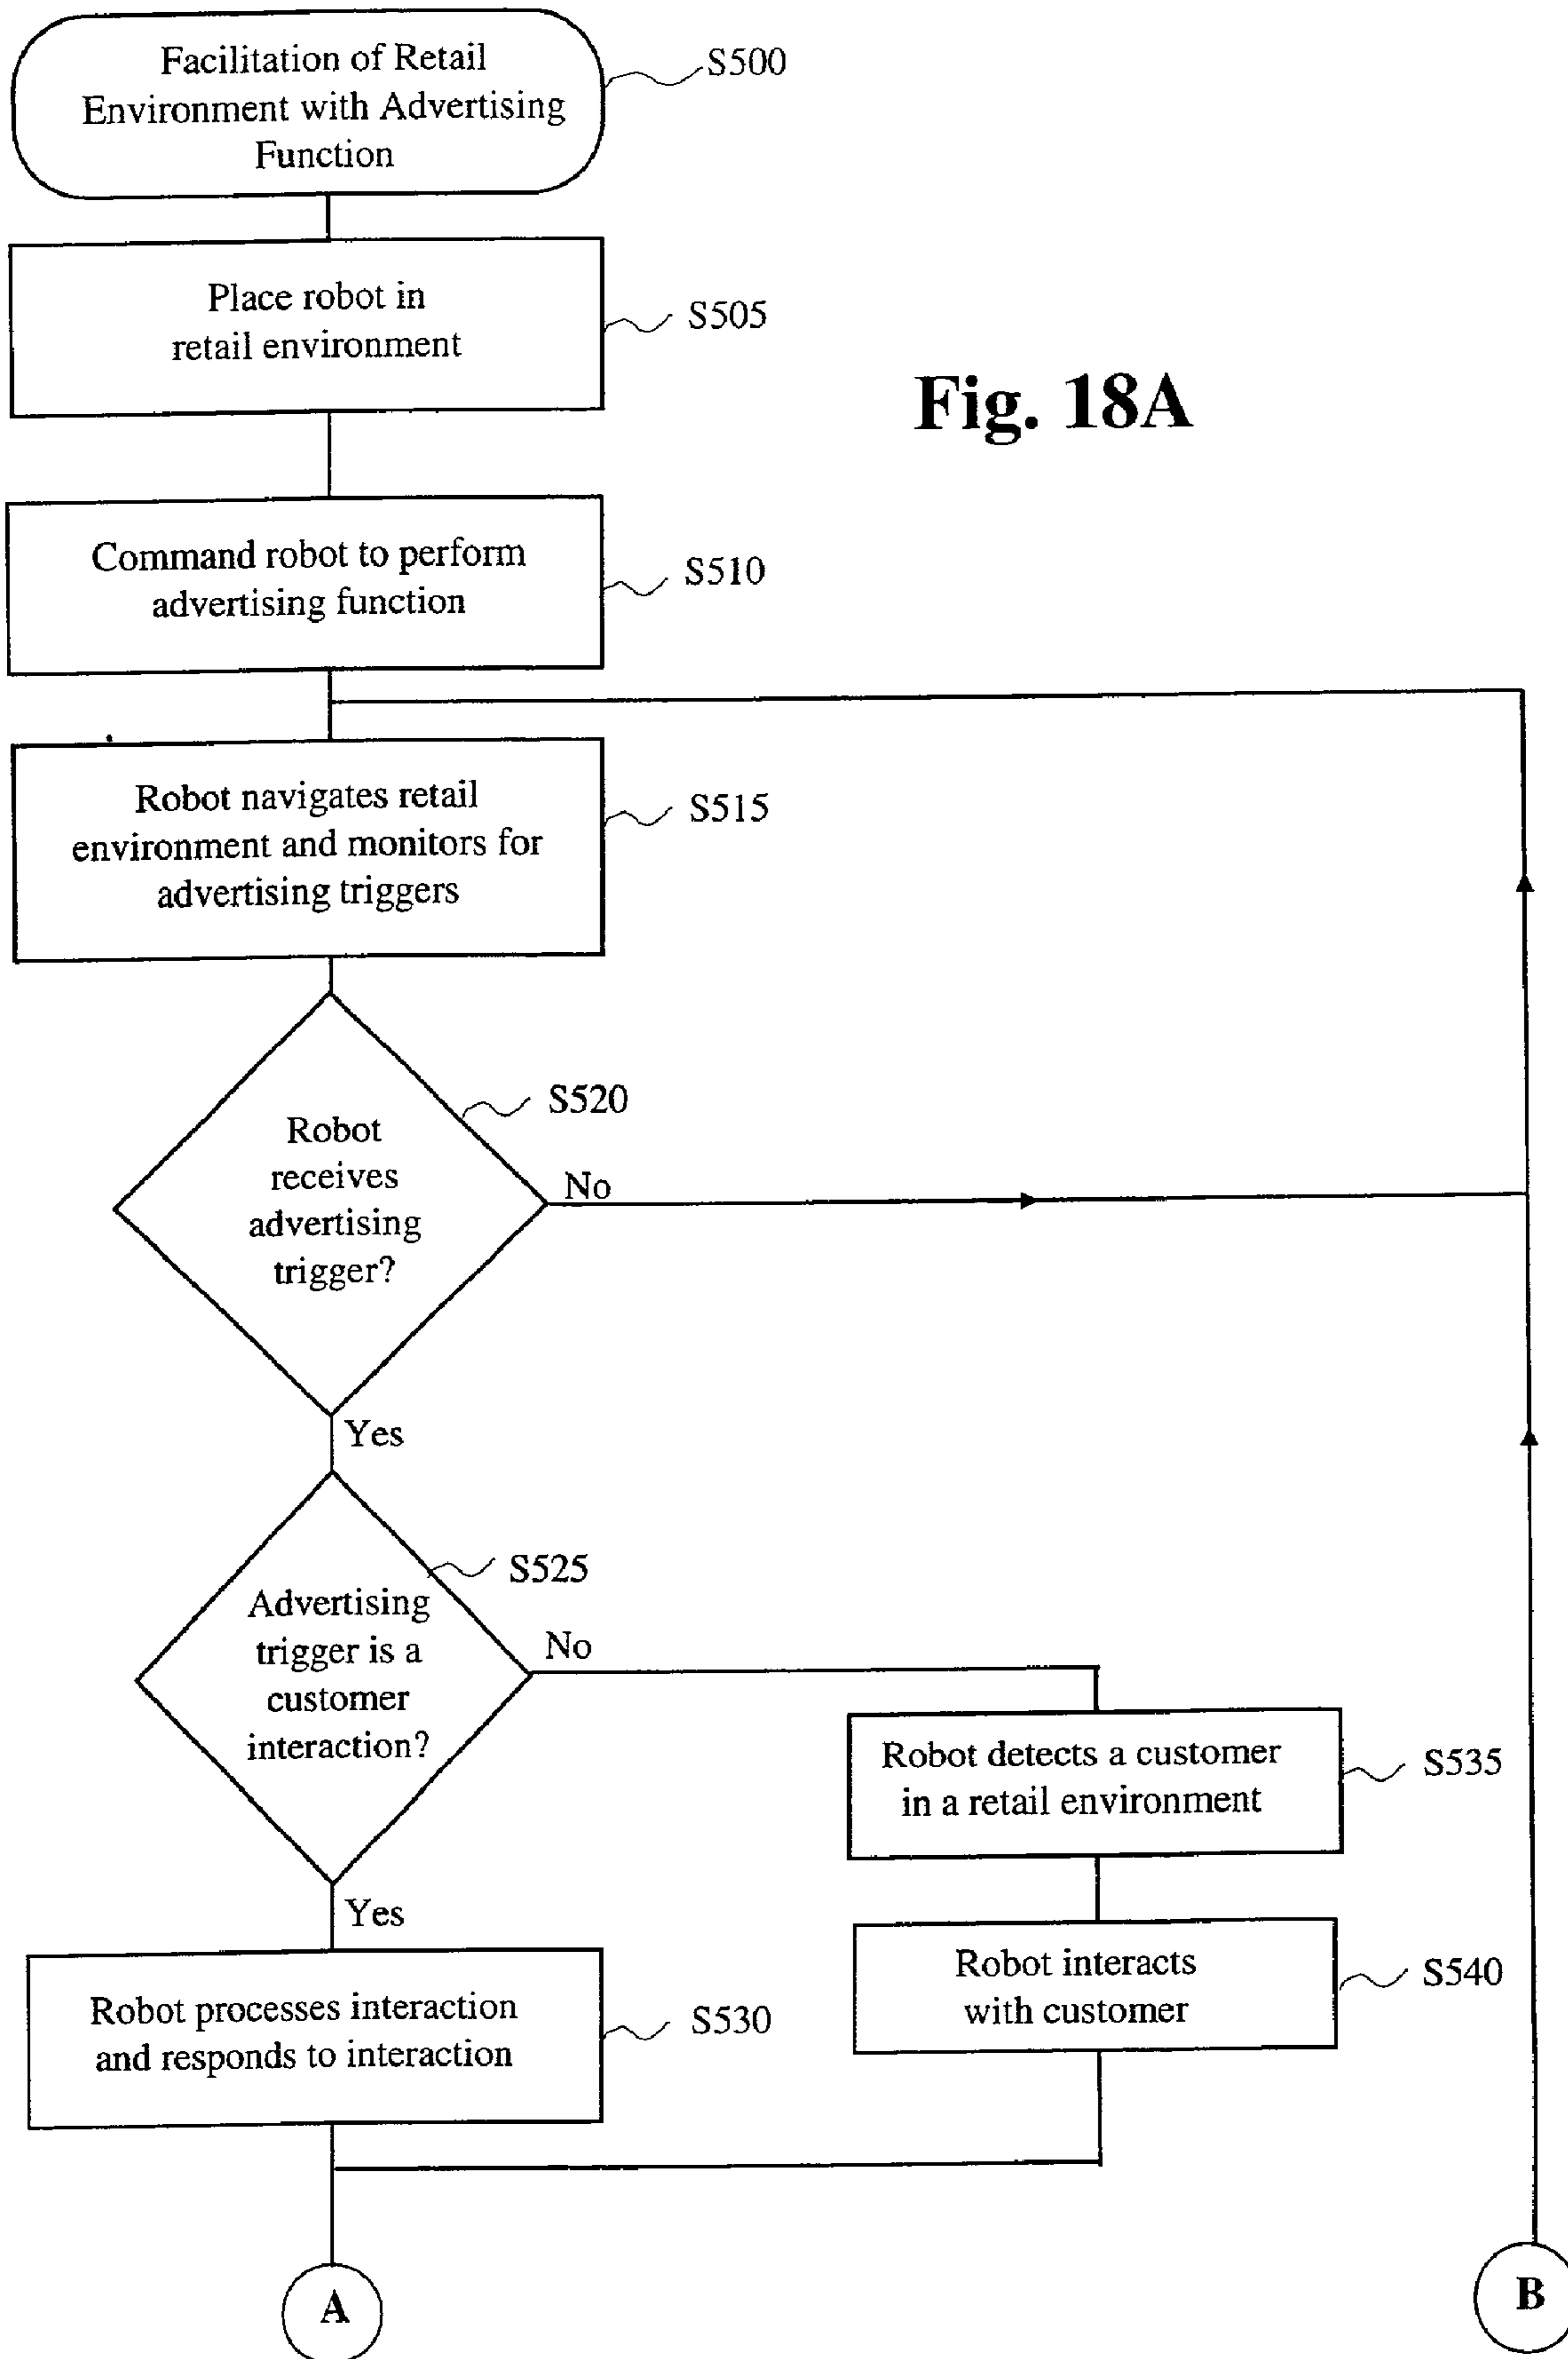 Facilitation of Retail
Environment with Advertising
Function
S500
Place robot in
retail environment
S505
Fig. 18A
Command robot to perform
advertising function
S510
Robot navigates retail
environment and monitors for
advertising triggers
S515
Robot
receives
advertising
trigger?
S520
No
Yes
Advertising
trigger is a
customer
interaction?
S525
No
Robot detects a customer
in a retail environment
S535
Yes
Robot processes interaction
and responds to interaction
S530
Robot interacts
with customer
S540
A
B